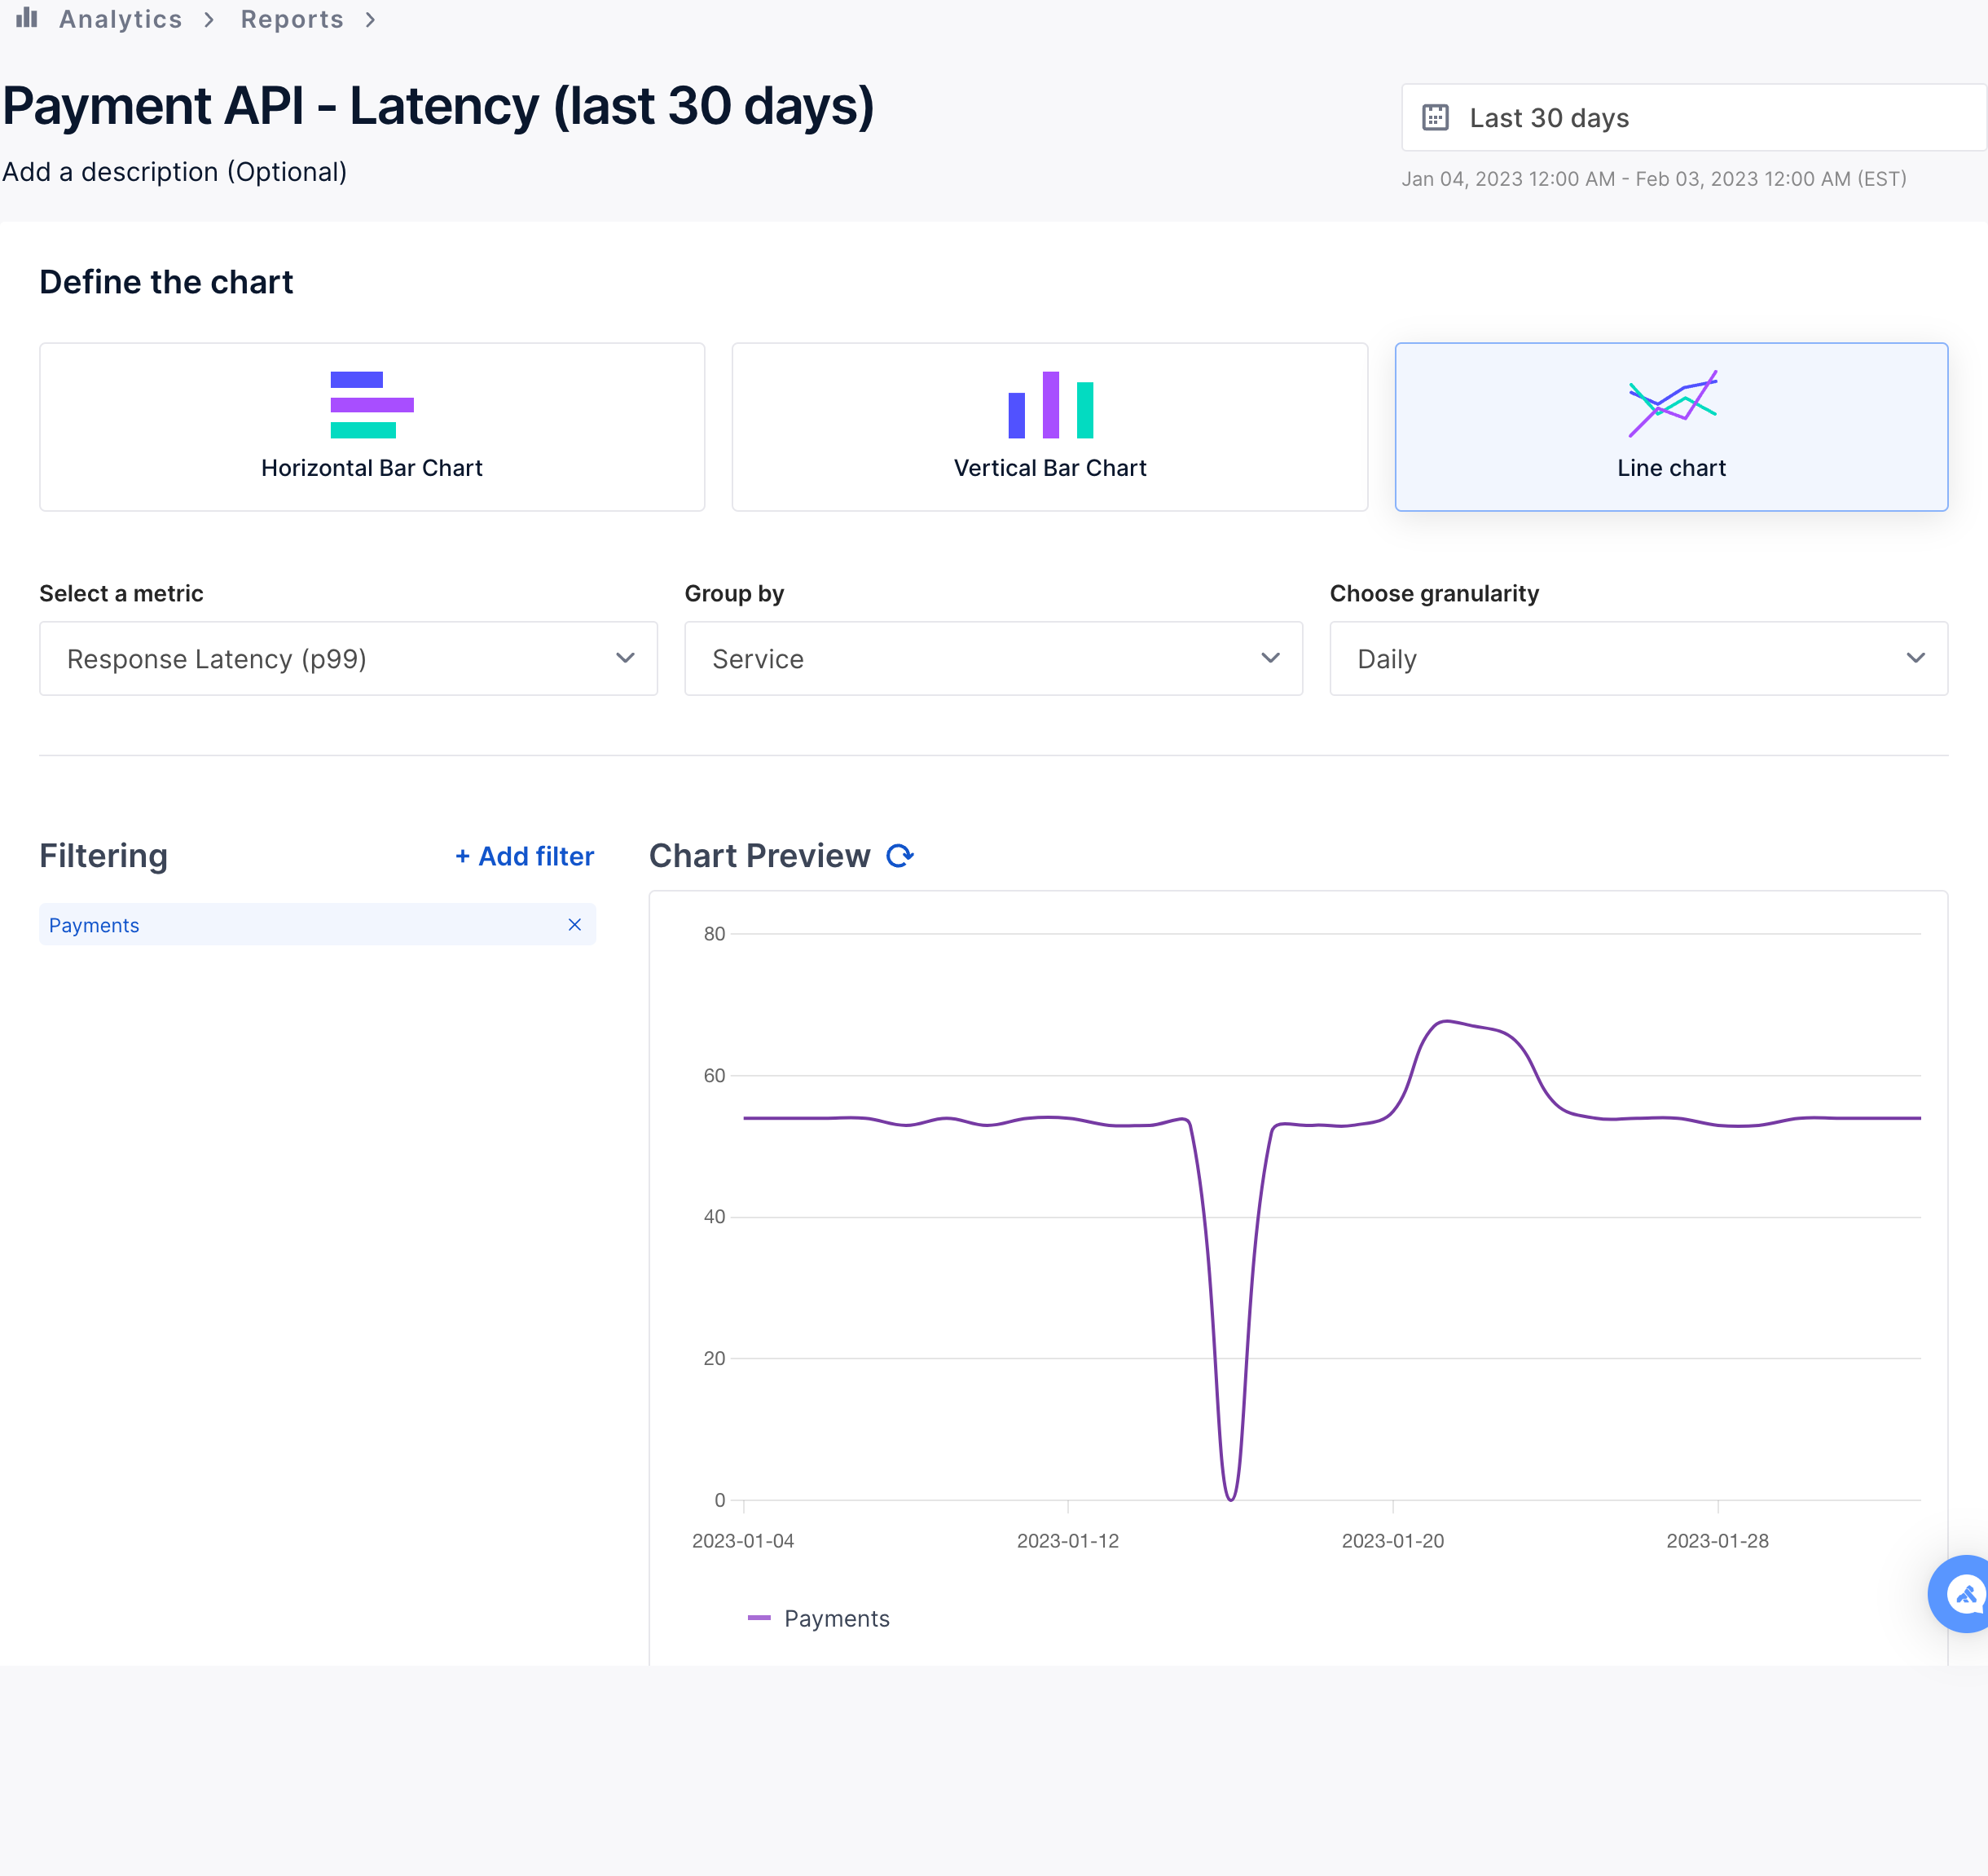 Analytics > Reports >
Payment API - Latency (last 30 days)
Last 30 days
Add a description (Optional)
Jan 04, 2023 12:00 AM - Feb 03, 2023 12:00 AM (EST)
Define the chart
Horizontal Bar Chart
Vertical Bar Chart
Line chart
Select a metric
Group by
Choose granularity
Response Latency (p99)
Service
Daily
Filtering
+ Add filter
Payments
Chart Preview
80
60
40
20
0
2023-01-04
2023-01-12
2023-01-20
2023-01-28
Payments